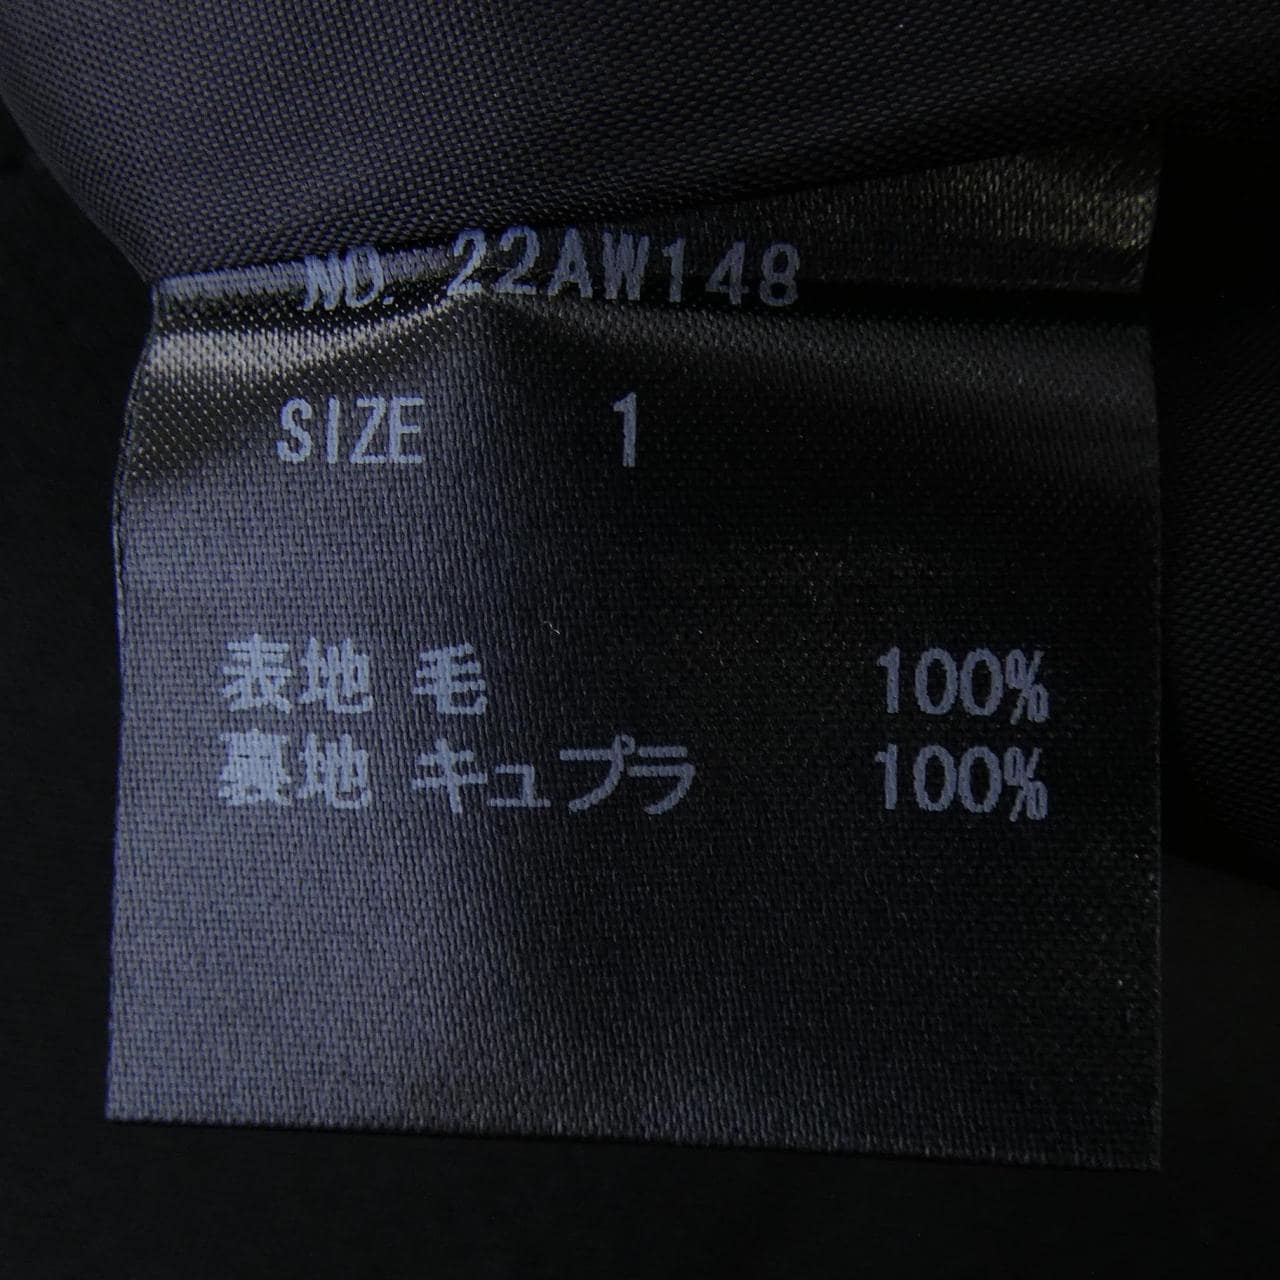 NO. 22AW148
SIZE 1
表地 毛 100%
裏地 キュプラ 100%